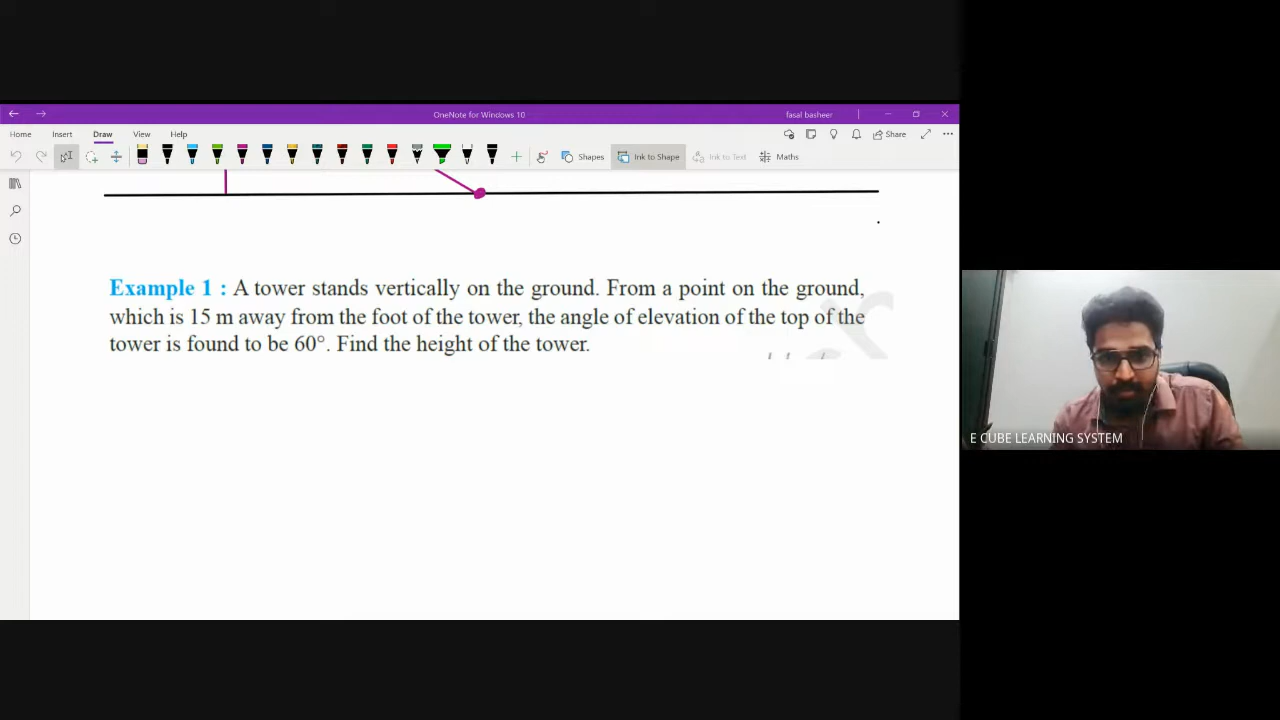 OneNote for Windows 10
fasal basheer
Home Insert Draw View Help
Share
Shapes Ink to Shape Ink to Text Maths
Example 1 : A tower stands vertically on the ground. From a point on the ground,
which is 15 m away from the foot of the tower, the angle of elevation of the top of the
tower is found to be 60°. Find the height of the tower.
E CUBE LEARNING SYSTEM